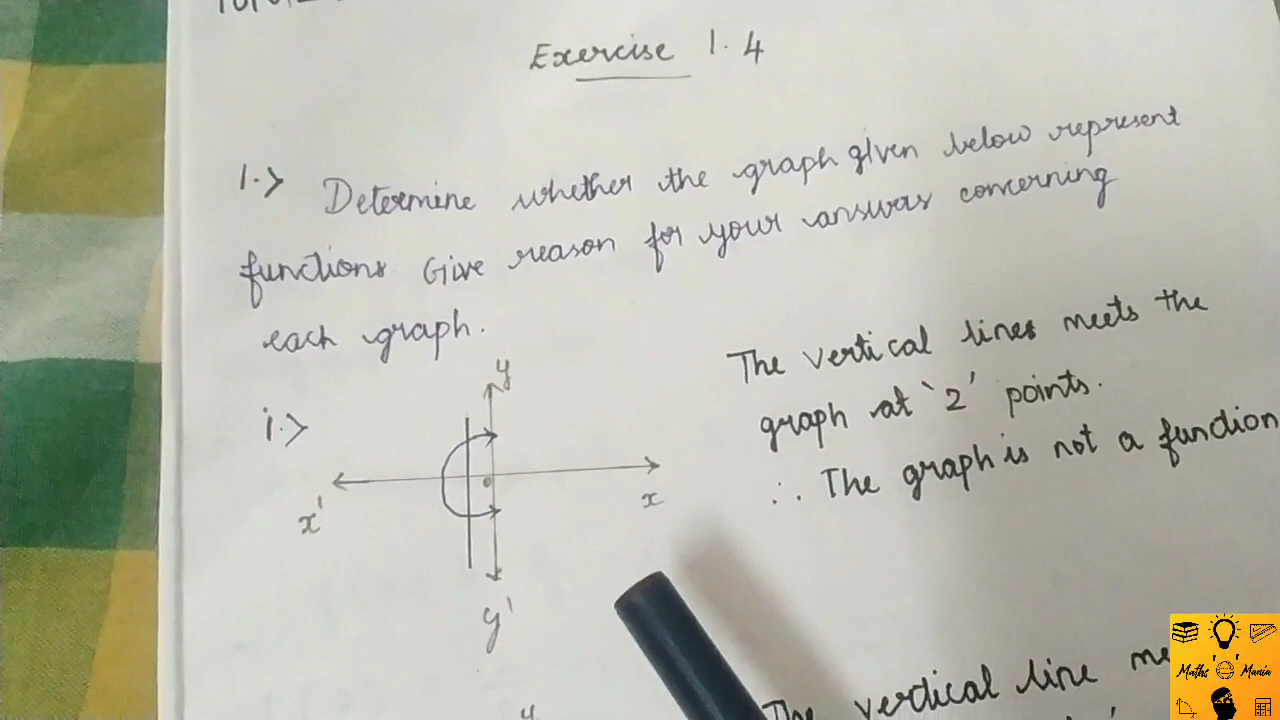 Exercise 1.4
1.> Determine whether the graph given below represent
functions Give reason for your answers concerning
each graph.
i.>
y
x'
x
y'
The vertical lines meets the
graph at '2' points.
∴ The graph is not a function
y
The vertical line me
Maths Mania